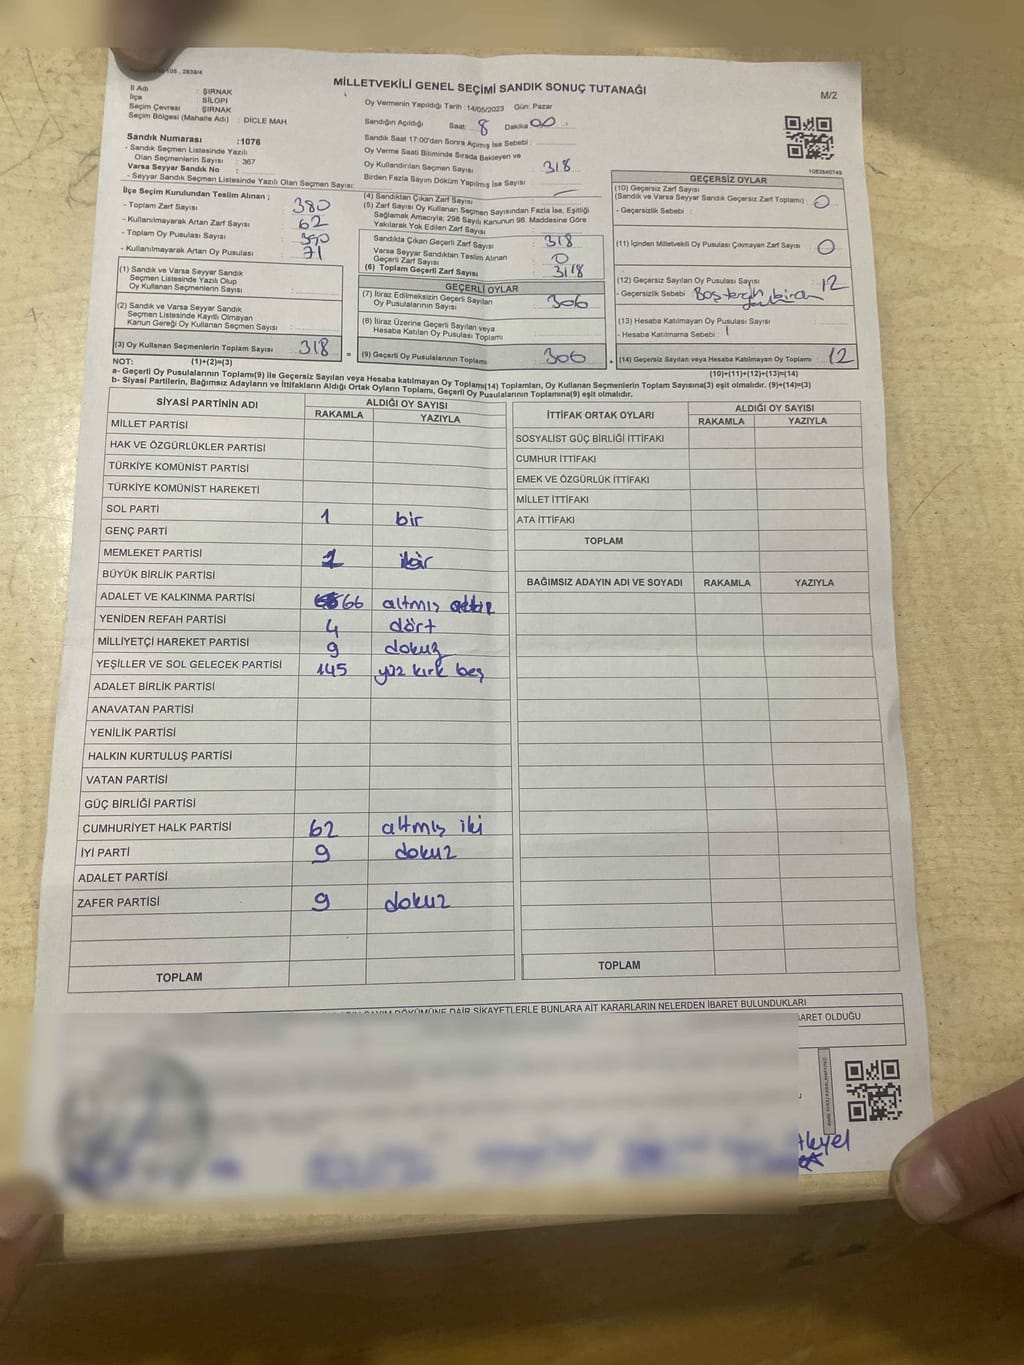 MİLLETVEKİLİ GENEL SEÇİMİ SANDIK SONUÇ TUTANAĞI
M/2
İl Adı : ŞIRNAK
İlçe : SİLOPİ
Seçim Çevresi : ŞIRNAK
Seçim Bölgesi (Mahalle Adı) : DİCLE MAH.
Sandık Numarası :1076
- Sandık Seçmen Listesinde Yazılı
Olan Seçmenlerin Sayısı : 367
Varsa Seyyar Sandık No :
- Seyyar Sandık Seçmen Listesinde Yazılı Olan Seçmen Sayısı:
Oy Vermenin Yapıldığı Tarih :14/05/2023 Gün: Pazar
Sandığın Açıldığı Saat: 8 Dakika 00
Sandık Saat 17:00'dan Sonra Açılmış İse Sebebi :
Oy Verme Saati Bitiminde Sırada Bekleyen ve
Oy Kullandırılan Seçmen Sayısı : 318
Birden Fazla Sayım Döküm Yapılmış İse Sayısı
İlçe Seçim Kurulundan Teslim Alınan ;
- Toplam Zarf Sayısı : 380
- Kullanılmayarak Artan Zarf Sayısı : 62
- Toplam Oy Pusulası Sayısı : 390
- Kullanılmayarak Artan Oy Pusulası : 71
(1) Sandık ve Varsa Seyyar Sandık
Seçmen Listesinde Yazılı Olup
Oy Kullanan Seçmenlerin Sayısı :
(2) Sandık ve Varsa Seyyar Sandık
Seçmen Listesinde Kayıtlı Olmayan
Kanun Gereği Oy Kullanan Seçmen Sayısı :
(3) Oy Kullanan Seçmenlerin Toplam Sayısı 318
(1)+(2)=(3)
(4) Sandıktan Çıkan Zarf Sayısı
(5) Zarf Sayısı Oy Kullanan Seçmen Sayısından Fazla İse, Eşitliği
Sağlamak Amacıyla; 298 Sayılı Kanunun 98. Maddesine Göre
Yakılarak Yok Edilen Zarf Sayısı
Sandıkta Çıkan Geçerli Zarf Sayısı 318
Varsa Seyyar Sandıktan Teslim Alınan
Geçerli Zarf Sayısı 0
(6) Toplam Geçerli Zarf Sayısı 318
GEÇERLİ OYLAR
(7) İtiraz Edilmeksizin Geçerli Sayılan
Oy Pusulalarının Sayısı: 306
(8) İtiraz Üzerine Geçerli Sayılan veya
Hesaba Katılan Oy Pusulası Toplamı
= (9) Geçerli Oy Pusulalarının Toplamı 306 +
1083840749
GEÇERSİZ OYLAR
(10) Geçersiz Zarf Sayısı
(Sandık ve Varsa Seyyar Sandık Geçersiz Zarf Toplamı) 0
- Geçersizlik Sebebi :
(11) İçinden Milletvekili Oy Pusulası Çıkmayan Zarf Sayısı 0
(12) Geçersiz Sayılan Oy Pusulası Sayısı 12
- Geçersizlik Sebebi
(13) Hesaba Katılmayan Oy Pusulası Sayısı
- Hesaba Katılmama Sebebi :
(14) Geçersiz Sayılan veya Hesaba Katılmayan Oy Toplamı : 12
(10)+(11)+(12)+(13)=(14)
NOT:
a- Geçerli Oy Pusulalarının Toplamı(9) ile Geçersiz Sayılan veya Hesaba katılmayan Oy Toplamı(14) Toplamları, Oy Kullanan Seçmenlerin Toplam Sayısına(3) eşit olmalıdır. (9)+(14)=(3)
b- Siyasi Partilerin, Bağımsız Adayların ve İttifakların Aldığı Ortak Oyların Toplamı, Geçerli Oy Pusulalarının Toplamına(9) eşit olmalıdır.
SİYASİ PARTİNİN ADI ALDIĞI OY SAYISI
RAKAMLA YAZIYLA
MİLLET PARTİSİ
HAK VE ÖZGÜRLÜKLER PARTİSİ
TÜRKİYE KOMÜNİST PARTİSİ
TÜRKİYE KOMÜNİST HAREKETİ
SOL PARTİ 1 bir
GENÇ PARTİ
MEMLEKET PARTİSİ 1 bir
BÜYÜK BİRLİK PARTİSİ
ADALET VE KALKINMA PARTİSİ 66 altmış altı
YENİDEN REFAH PARTİSİ 4 dört
MİLLİYETÇİ HAREKET PARTİSİ 9 dokuz
YEŞİLLER VE SOL GELECEK PARTİSİ 145 yüz kırk beş
ADALET BİRLİK PARTİSİ
ANAVATAN PARTİSİ
YENİLİK PARTİSİ
HALKIN KURTULUŞ PARTİSİ
VATAN PARTİSİ
GÜÇ BİRLİĞİ PARTİSİ
CUMHURİYET HALK PARTİSİ 62 altmış iki
İYİ PARTİ 9 dokuz
ADALET PARTİSİ
ZAFER PARTİSİ 9 dokuz
TOPLAM
İTTİFAK ORTAK OYLARI ALDIĞI OY SAYISI
RAKAMLA YAZIYLA
SOSYALİST GÜÇ BİRLİĞİ İTTİFAKI
CUMHUR İTTİFAKI
EMEK VE ÖZGÜRLÜK İTTİFAKI
MİLLET İTTİFAKI
ATA İTTİFAKI
TOPLAM
BAĞIMSIZ ADAYIN ADI VE SOYADI RAKAMLA YAZIYLA
TOPLAM
DÖKÜMÜNE DAİR ŞİKAYETLERLE BUNLARA AİT KARARLARIN NELERDEN İBARET BULUNDUKLARI
BARET OLDUĞU